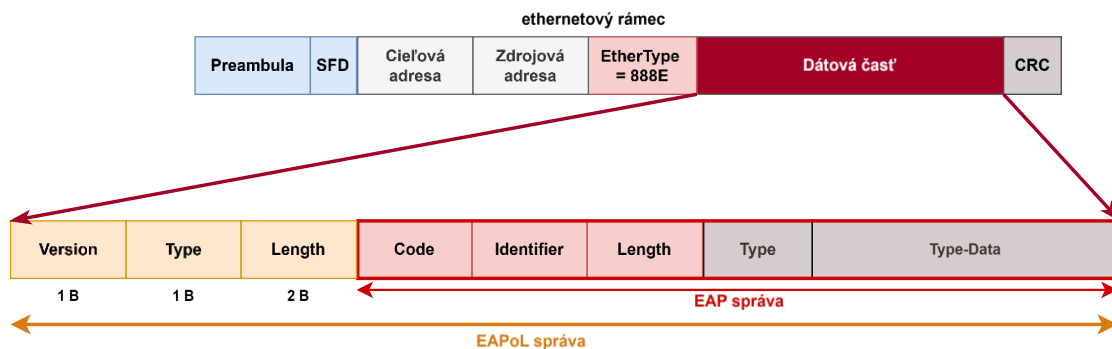 ethernetový rámec
Preambula
SFD
Cieľová
adresa
Zdrojová
adresa
EtherType
= 888E
Dátová časť
CRC
Version
Type
Length
Code
Identifier
Length
Type
Type-Data
1 B
1 B
2 B
EAP správa
EAPoL správa